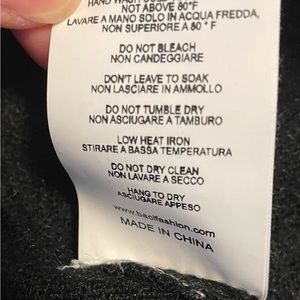 NOT ABOVE 80°F
LAVARE A MANO SOLO IN ACQUA FREDDA,
NON SUPERIORE A 80 ° F
DO NOT BLEACH
NON CANDEGGIARE
DON'T LEAVE TO SOAK
NON LASCIARE IN AMMOLLO
DO NOT TUMBLE DRY
NON ASCIUGARE A TAMBURO
LOW HEAT IRON
STIRARE A BASSA TEMPERATURA
DO NOT DRY CLEAN
NON LAVARE A SECCO
HANG TO DRY
ASCIUGARE APPESO
www.bacifashion.com
MADE IN CHINA